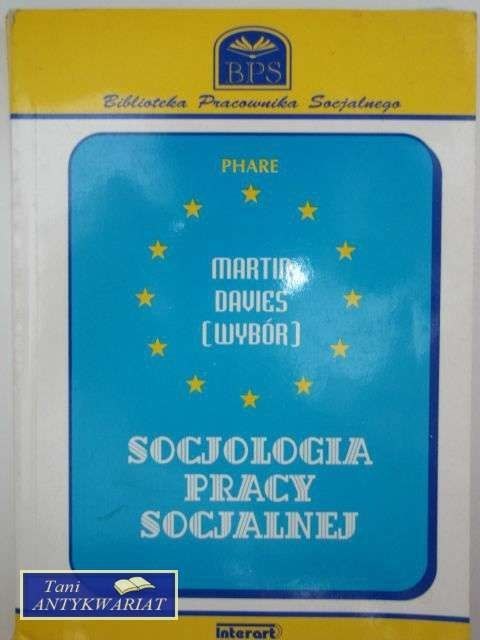 BPS
Biblioteka Pracownika Socjalnego
PHARE
MARTIN
DAVIES
(WYBÓR)
SOCJOLOGIA
PRACY
SOCJALNEJ
Tani
ANTYKWARIAT
Interart